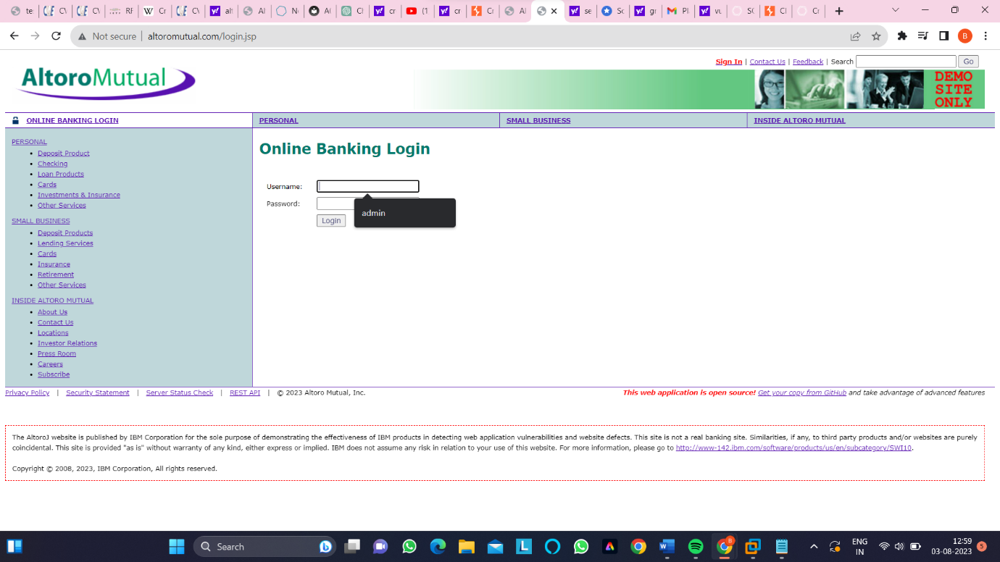 te
CV
CV
RF
Cr
CV
alt
Al
No
AC
Cl
cr
(1
cr
Cr
Al
Al
se
Sc
gr
Pl
vu
SC
Cl
Cr
Not secure | altoromutual.com/login.jsp
B
Sign In | Contact Us | Feedback | Search Go
AltoroMutual
DEMO
SITE
ONLY
ONLINE BANKING LOGIN PERSONAL SMALL BUSINESS INSIDE ALTORO MUTUAL
PERSONAL
• Deposit Product
• Checking
• Loan Products
• Cards
• Investments & Insurance
• Other Services
SMALL BUSINESS
• Deposit Products
• Lending Services
• Cards
• Insurance
• Retirement
• Other Services
INSIDE ALTORO MUTUAL
• About Us
• Contact Us
• Locations
• Investor Relations
• Press Room
• Careers
• Subscribe
Online Banking Login
Username:
Password:
admin
Login
Privacy Policy | Security Statement | Server Status Check | REST API | © 2023 Altoro Mutual, Inc.
This web application is open source! Get your copy from GitHub and take advantage of advanced features
The AltoroJ website is published by IBM Corporation for the sole purpose of demonstrating the effectiveness of IBM products in detecting web application vulnerabilities and website defects. This site is not a real banking site. Similarities, if any, to third party products and/or websites are purely
coincidental. This site is provided "as is" without warranty of any kind, either express or implied. IBM does not assume any risk in relation to your use of this website. For more information, please go to http://www-142.ibm.com/software/products/us/en/subcategory/SWI10.
Copyright © 2008, 2023, IBM Corporation, All rights reserved.
Search
ENG
IN
12:59
03-08-2023
5